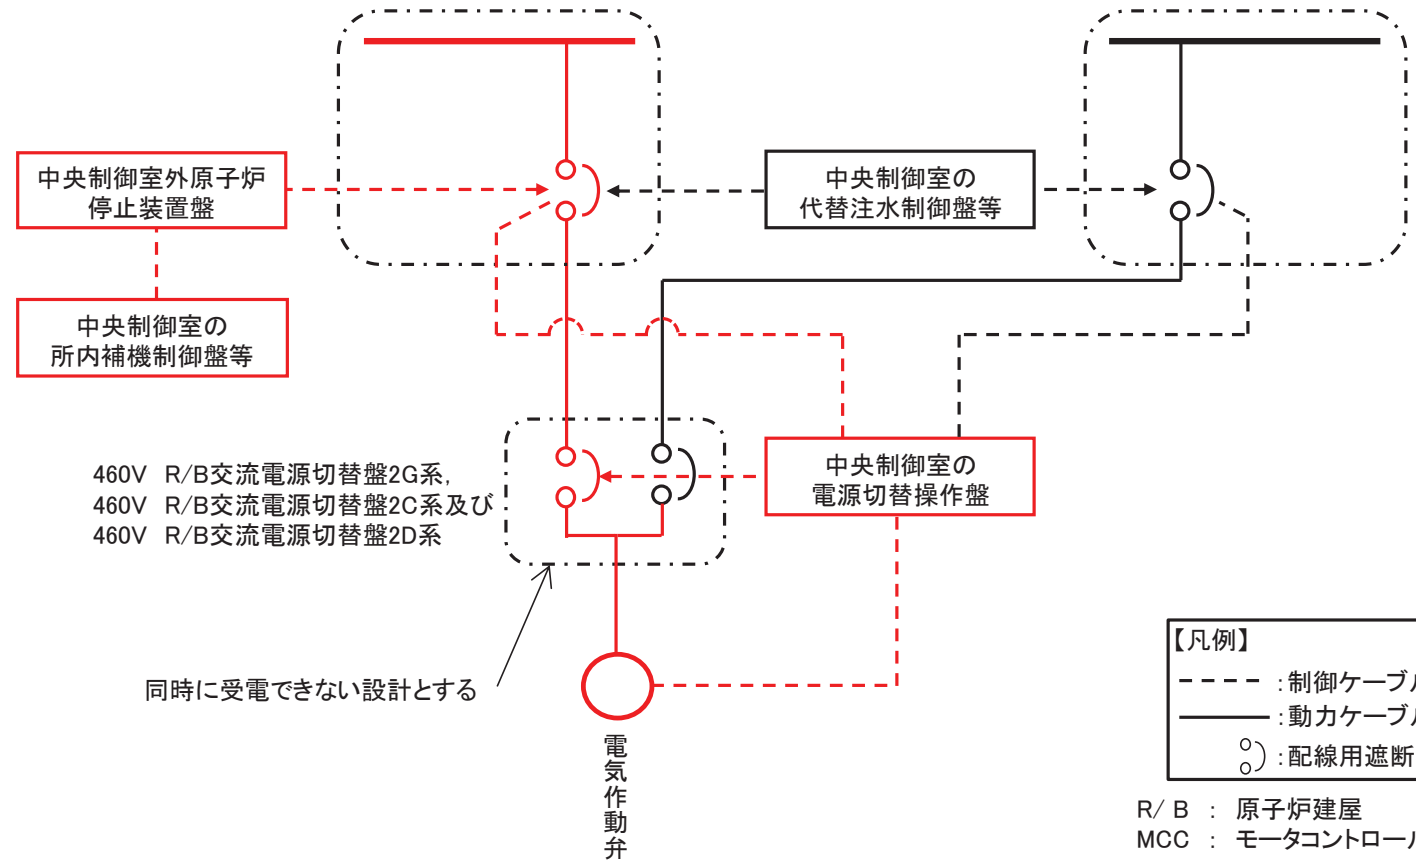 中央制御室外原子炉
停止装置盤
中央制御室の
代替注水制御盤等
中央制御室の
所内補機制御盤等
460V R/B交流電源切替盤2G系,
460V R/B交流電源切替盤2C系及び
460V R/B交流電源切替盤2D系
中央制御室の
電源切替操作盤
同時に受電できない設計とする
電気作動弁
【凡例】
:制御ケーブル
:動力ケーブル
:配線用遮断
R/ B : 原子炉建屋
MCC : モータコントロール